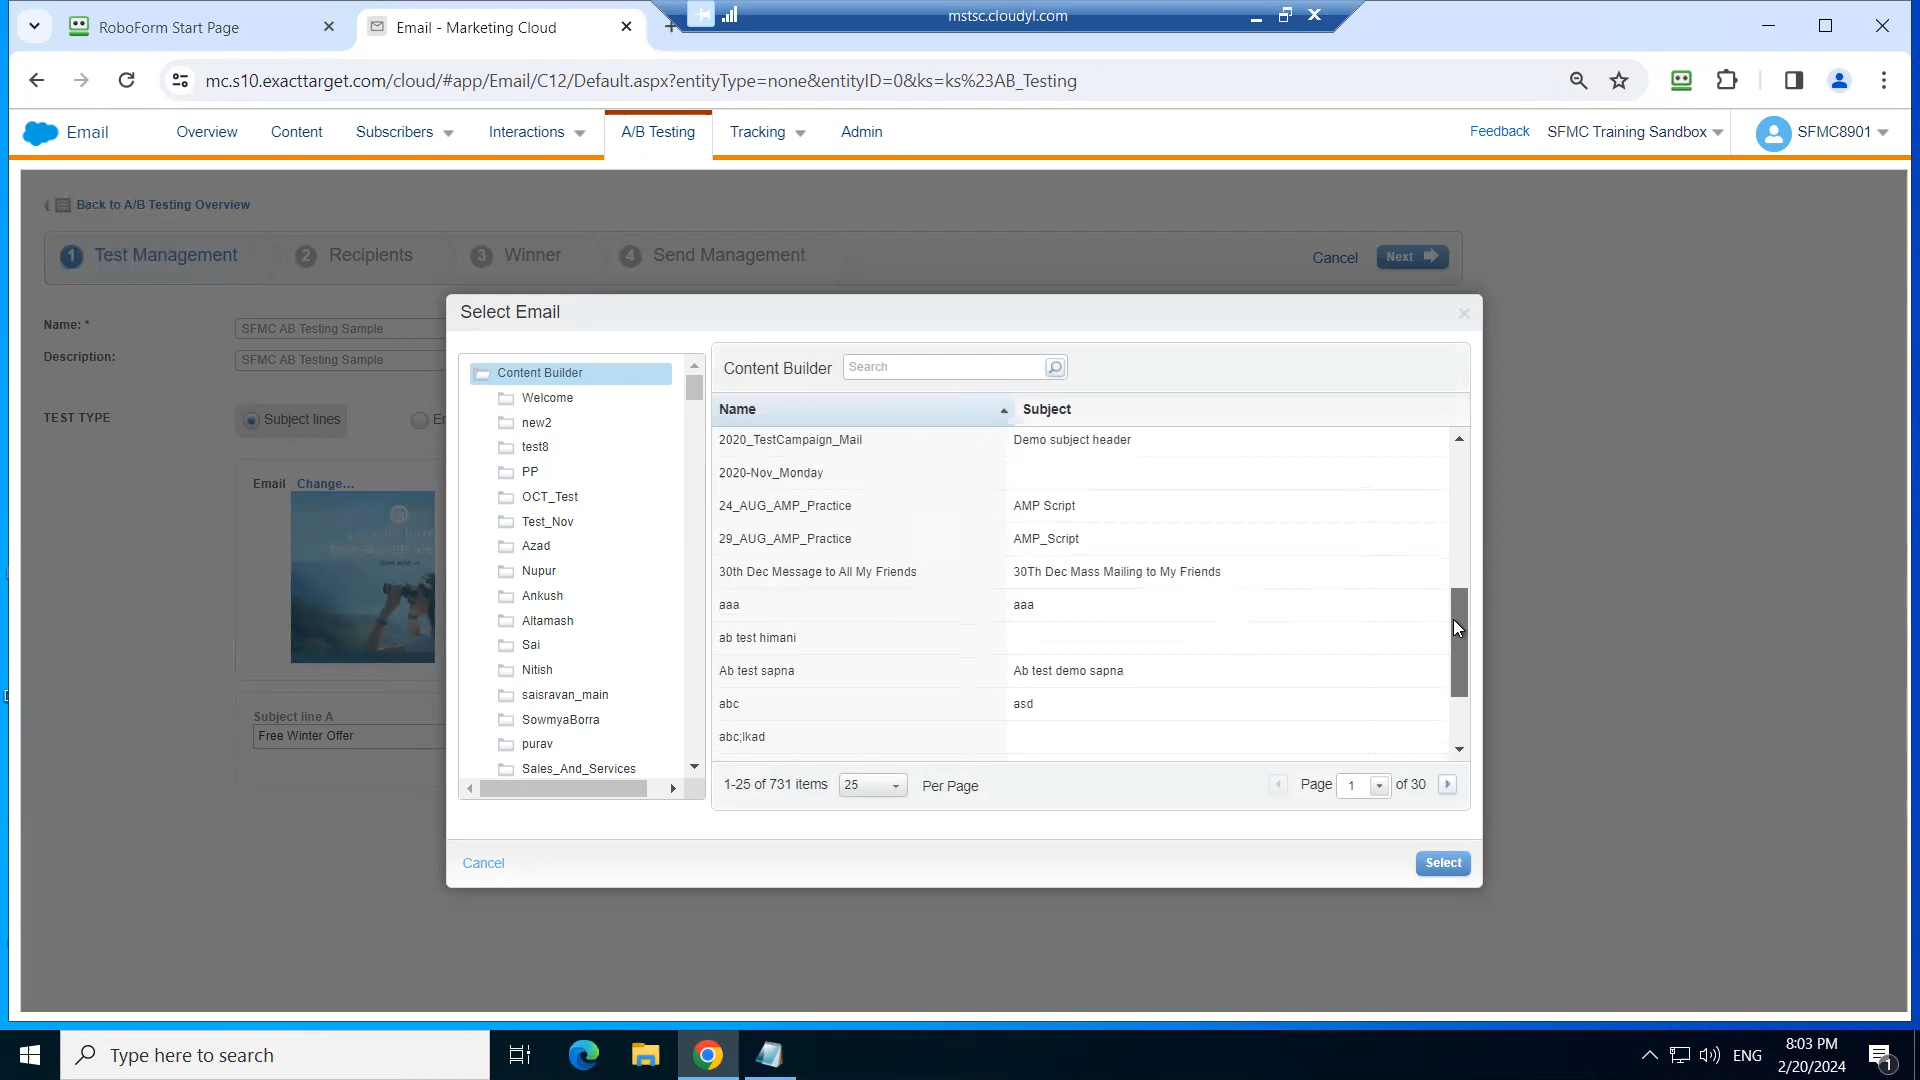 RoboForm Start Page
Email - Marketing Cloud
mstsc.cloudyl.com
mc.s10.exacttarget.com/cloud/#app/Email/C12/Default.aspx?entityType=none&entityID=0&ks=ks%23AB_Testing
Email
Overview
Content
Subscribers
Interactions
A/B Testing
Tracking
Admin
Feedback
SFMC Training Sandbox
SFMC8901
Back to A/B Testing Overview
1 Test Management
2 Recipients
3 Winner
4 Send Management
Cancel
Next
Name: *
SFMC AB Testing Sample
Description:
SFMC AB Testing Sample
TEST TYPE
Subject lines
Email Change...
Subject line A
Free Winter Offer
Select Email
Content Builder
Welcome
new2
test8
PP
OCT_Test
Test_Nov
Azad
Nupur
Ankush
Altamash
Sai
Nitish
saisravan_main
SowmyaBorra
purav
Sales_And_Services
Content Builder
Search
Name Subject
2020_TestCampaign_Mail Demo subject header
2020-Nov_Monday
24_AUG_AMP_Practice AMP Script
29_AUG_AMP_Practice AMP_Script
30th Dec Message to All My Friends 30Th Dec Mass Mailing to My Friends
aaa aaa
ab test himani
Ab test sapna Ab test demo sapna
abc asd
abc;lkad
1-25 of 731 items 25 Per Page
Page 1 of 30
Cancel
Select
Type here to search
ENG
8:03 PM
2/20/2024
1